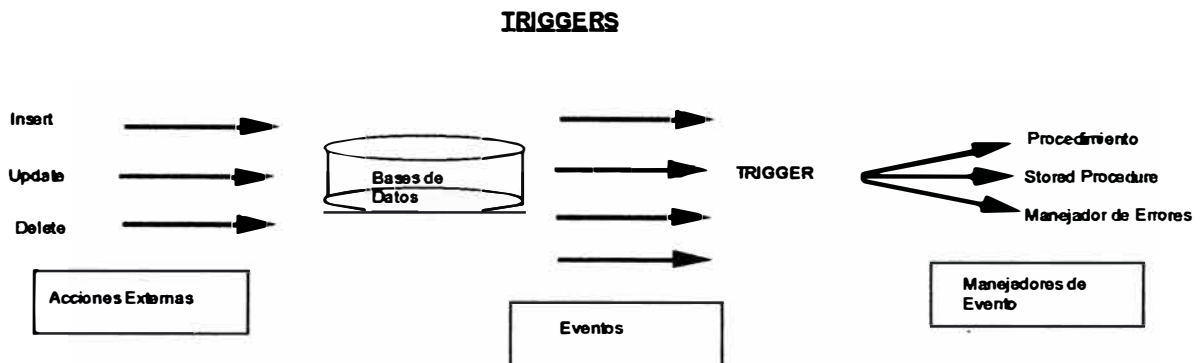 TRIGGERS
Insert
Update
Delete
Bases de
Datos
TRIGGER
Procedimiento
Stored Procedure
Manejador de Errores
Acciones Externas
Eventos
Manejadores de
Evento